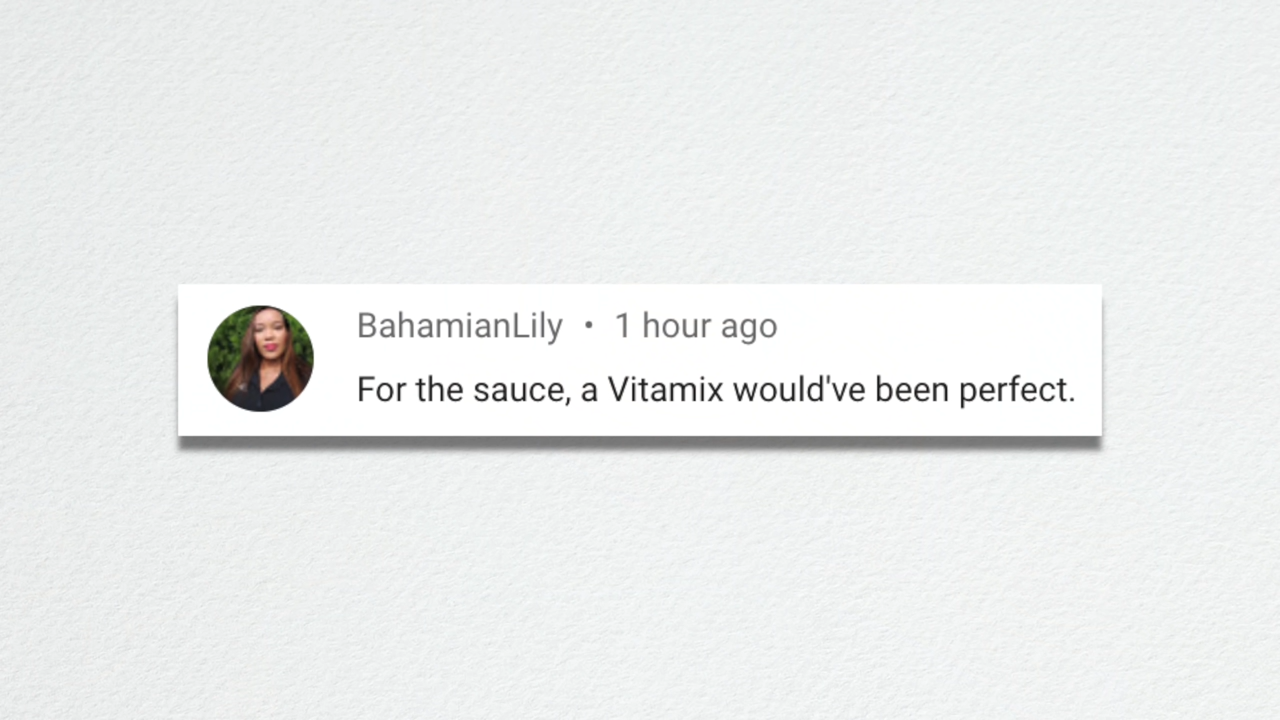 BahamianLily • 1 hour ago
For the sauce, a Vitamix would've been perfect.